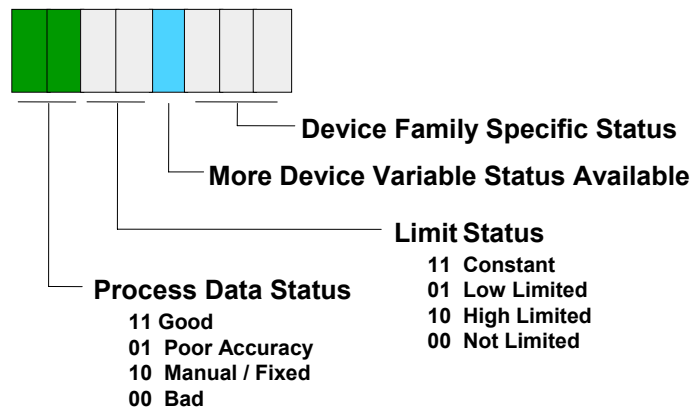 Device Family Specific Status
More Device Variable Status Available
Limit Status
11 Constant
01 Low Limited
10 High Limited
00 Not Limited
Process Data Status
11 Good
01 Poor Accuracy
10 Manual / Fixed
00 Bad